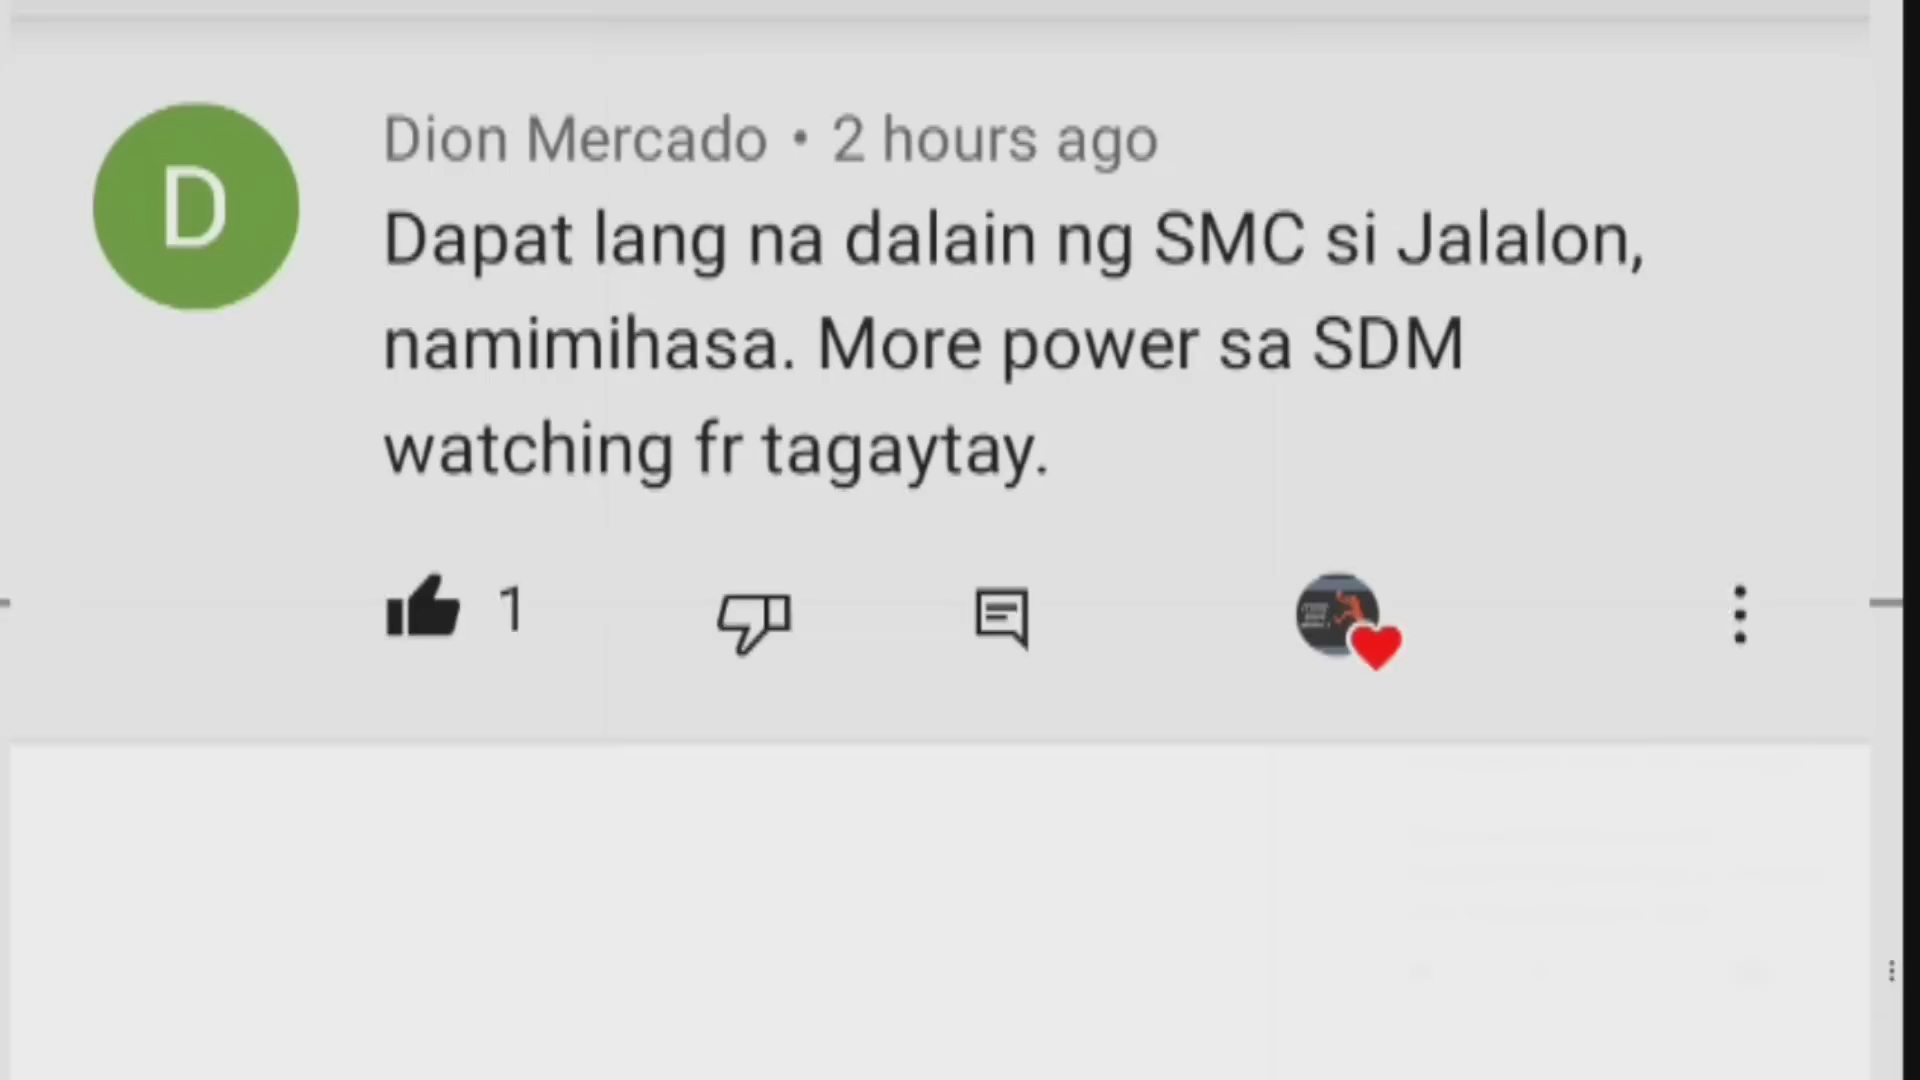 D
Dion Mercado • 2 hours ago
Dapat lang na dalain ng SMC si Jalalon,
namimihasa. More power sa SDM
watching fr tagaytay.
1